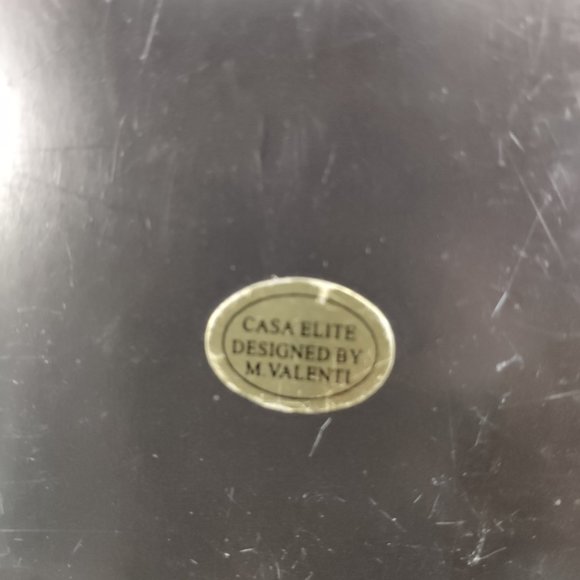 CASA ELITE
DESIGNED BY
M. VALENTI